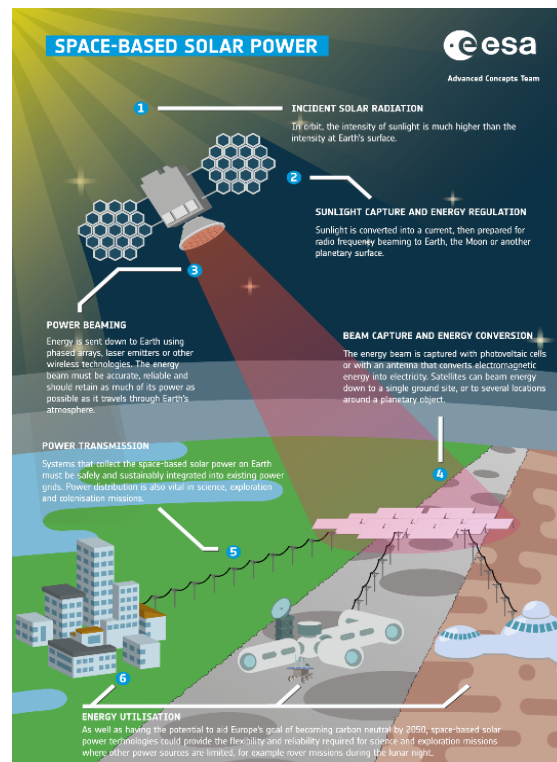 SPACE-BASED SOLAR POWER
esa
Advanced Concepts Team
1
INCIDENT SOLAR RADIATION
In orbit, the intensity of sunlight is much higher than the
intensity at Earth's surface.
2
SUNLIGHT CAPTURE AND ENERGY REGULATION
Sunlight is converted into a current, then prepared for
radio frequency beaming to Earth, the Moon or another
planetary surface.
3
POWER BEAMING
Energy is sent down to Earth using
phased arrays, laser emitters or other
wireless technologies. The energy
beam must be accurate, reliable and
should retain as much of its power as
possible as it travels through Earth's
atmosphere.
BEAM CAPTURE AND ENERGY CONVERSION
The energy beam is captured with photovoltaic cells
or with an antenna that converts electromagnetic
energy into electricity. Satellites can beam energy
down to a single ground site, or to several locations
around a planetary object.
4
POWER TRANSMISSION
Systems that collect the space-based solar power on Earth
must be safely and sustainably integrated into existing power
grids. Power distribution is also vital in science, exploration
and colonisation missions.
5
6
ENERGY UTILISATION
As well as having the potential to aid Europe's goal of becoming carbon neutral by 2050, space-based solar
power technologies could provide the flexibility and reliability required for science and exploration missions
where other power sources are limited, for example rover missions during the lunar night.